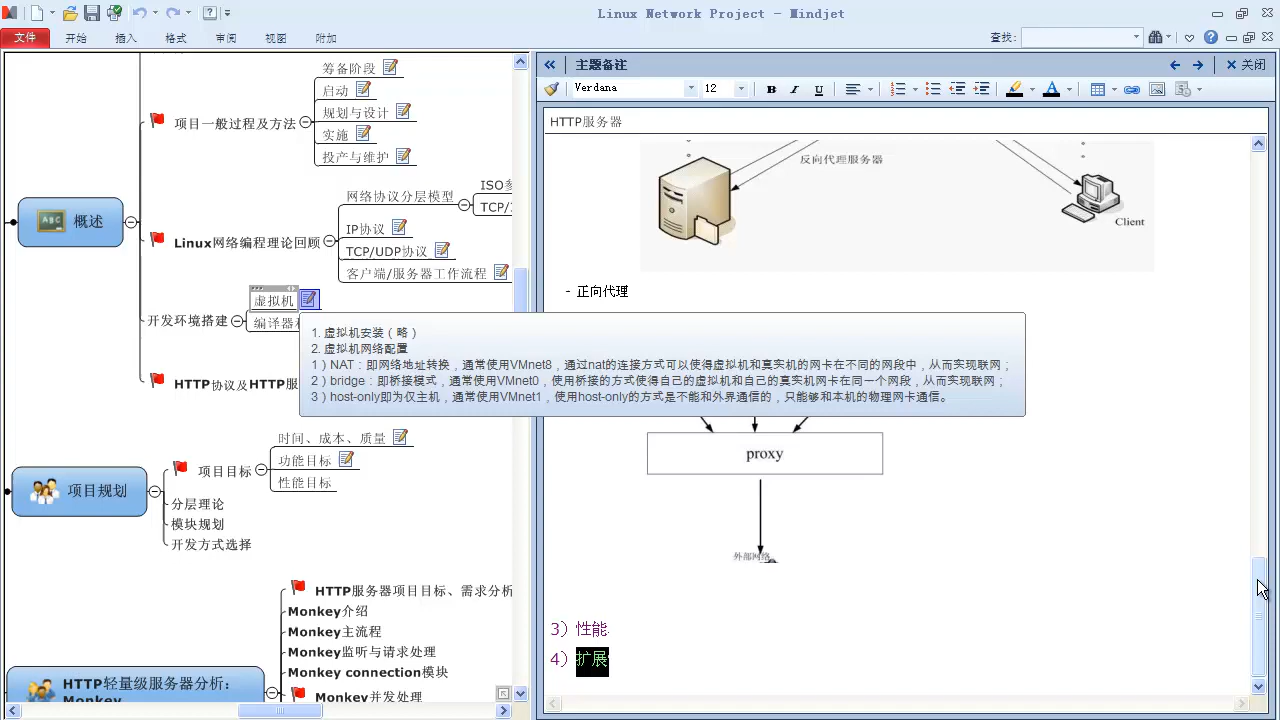 Linux Network Project - Mindjet
文件 开始 插入 格式 审阅 视图 附加 查找:
筹备阶段
启动
规划与设计
实施
投产与维护
项目一般过程及方法
网络协议分层模型
ISO
TCP/
IP协议
TCP/UDP协议
客户端/服务器工作流程
Linux网络编程理论回顾
ABC 概述
虚拟机
编译器
开发环境搭建
HTTP协议及HTTP服
1. 虚拟机安装（略）
2. 虚拟机网络配置
1）NAT：即网络地址转换，通常使用VMnet8，通过nat的连接方式可以使得虚拟机和真实机的网卡在不同的网段中，从而实现联网；
2）bridge：即桥接模式，通常使用VMnet0，使用桥接的方式使得自己的虚拟机和自己的真实机网卡在同一个网段，从而实现联网；
3）host-only即为仅主机，通常使用VMnet1，使用host-only的方式是不能和外界通信的，只能够和本机的物理网卡通信。
时间、成本、质量
功能目标
性能目标
项目目标
项目规划
分层理论
模块规划
开发方式选择
HTTP服务器项目目标、需求分析
Monkey介绍
Monkey主流程
Monkey监听与请求处理
Monkey connection模块
Monkey并发处理
HTTP轻量级服务器分析：
Monkey
主题备注 关闭
Verdana 12 B I U
HTTP服务器
反向代理服务器
Client
- 正向代理
proxy
外部网络
3）性能
4）扩展